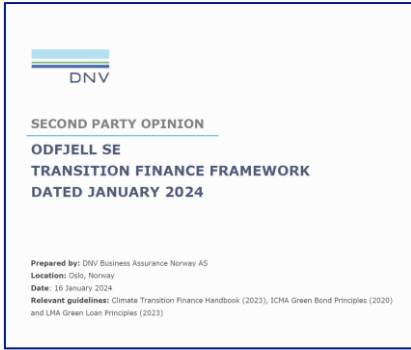 DNV
SECOND PARTY OPINION
ODFJELL SE
TRANSITION FINANCE FRAMEWORK
DATED JANUARY 2024
Prepared by: DNV Business Assurance Norway AS
Location: Oslo, Norway
Date: 16 January 2024
Relevant guidelines: Climate Transition Finance Handbook (2023), ICMA Green Bond Principles (2020)
and LMA Green Loan Principles (2023)